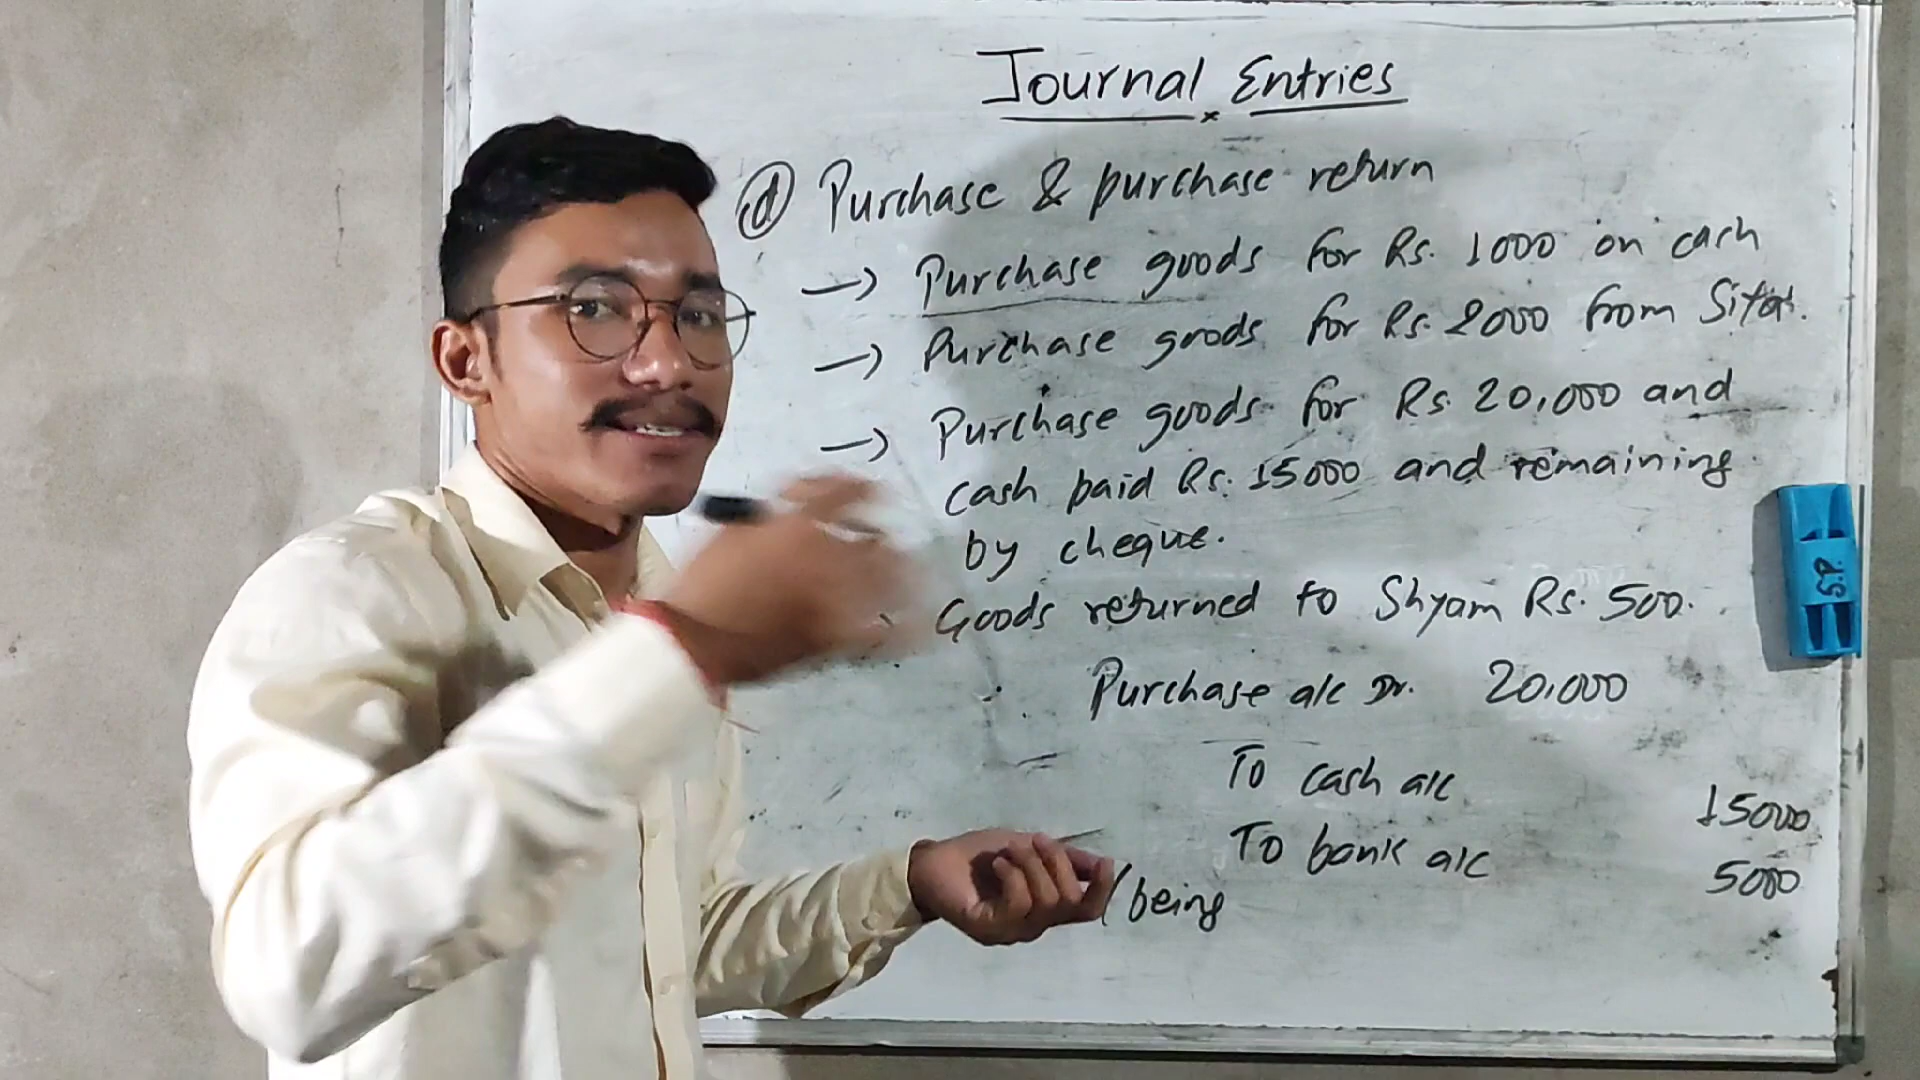 Journal Entries
d Purchase & purchase return
→ Purchase goods for Rs. 1000 on cash
→ Purchase goods for Rs. 2000 from Sita.
→ Purchase goods for Rs. 20,000 and
cash paid Rs. 15000 and remaining
by cheque.
Goods returned to Shyam Rs. 500.
Purchase a/c Dr. 20,000
To cash a/c 15000
To bank a/c 5000
(being
S.P.